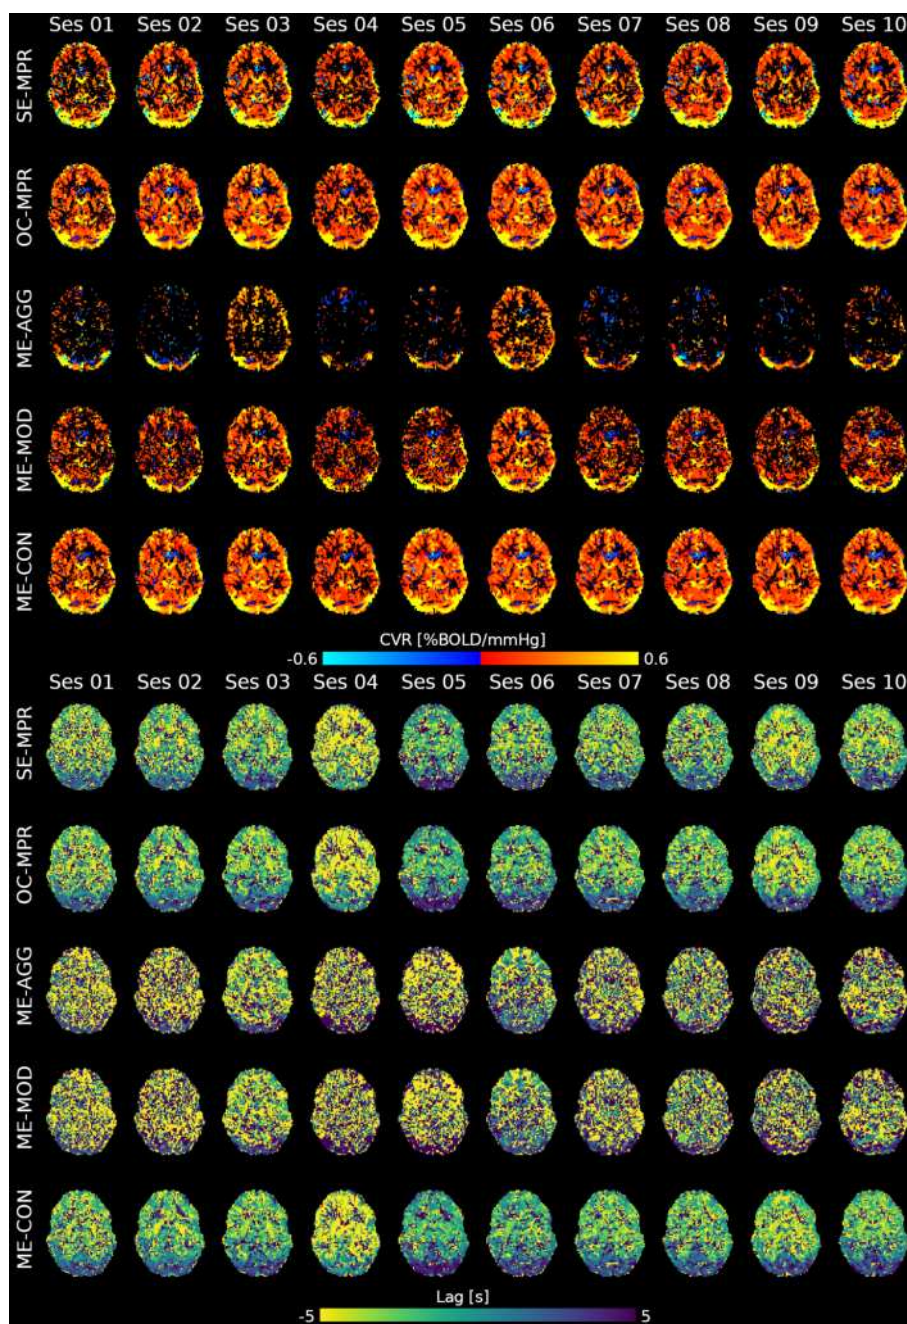 Ses 01 Ses 02 Ses 03 Ses 04 Ses 05 Ses 06 Ses 07 Ses 08 Ses 09 Ses 10
SE-MPR
OC-MPR
ME-AGG
ME-MOD
ME-CON
CVR [%BOLD/mmHg]
-0.6 0.6
Ses 01 Ses 02 Ses 03 Ses 04 Ses 05 Ses 06 Ses 07 Ses 08 Ses 09 Ses 10
SE-MPR
OC-MPR
ME-AGG
ME-MOD
ME-CON
Lag [s]
-5 5